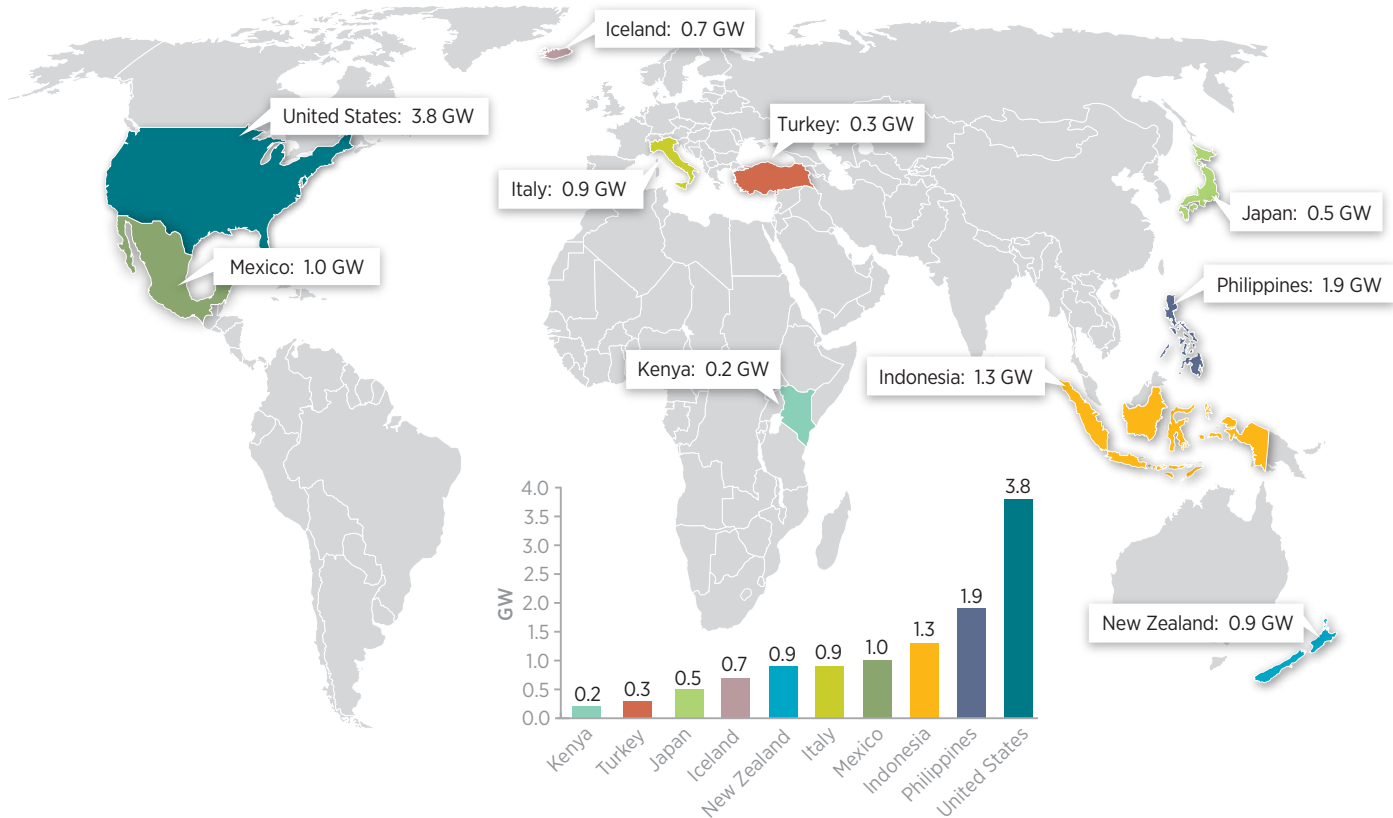 Iceland: 0.7 GW
United States: 3.8 GW
Turkey: 0.3 GW
Italy: 0.9 GW
Japan: 0.5 GW
Mexico: 1.0 GW
Philippines: 1.9 GW
Kenya: 0.2 GW
Indonesia: 1.3 GW
New Zealand: 0.9 GW
GW
4.0
3.5
3.0
2.5
2.0
1.5
1.0
0.5
0.0
0.2
0.3
0.5
0.7
0.9
0.9
1.0
1.3
1.9
3.8
Kenya
Turkey
Japan
Iceland
New Zealand
Italy
Mexico
Indonesia
Philippines
United States